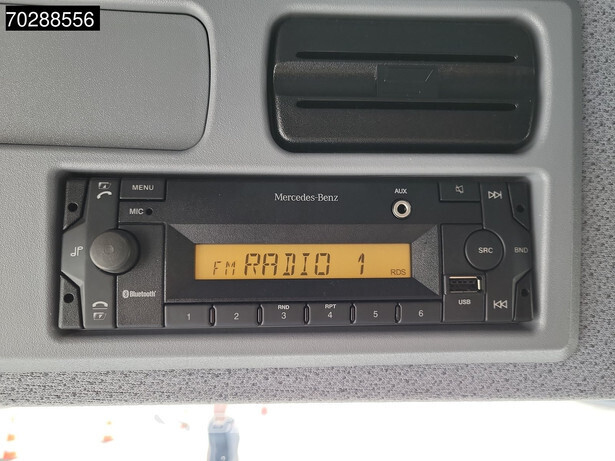 70288556
MENU
Mercedes-Benz
AUX
MIC
FM RADIO 1
RDS
SRC
BND
Bluetooth
USB
RND
RPT
1 2 3 4 5 6